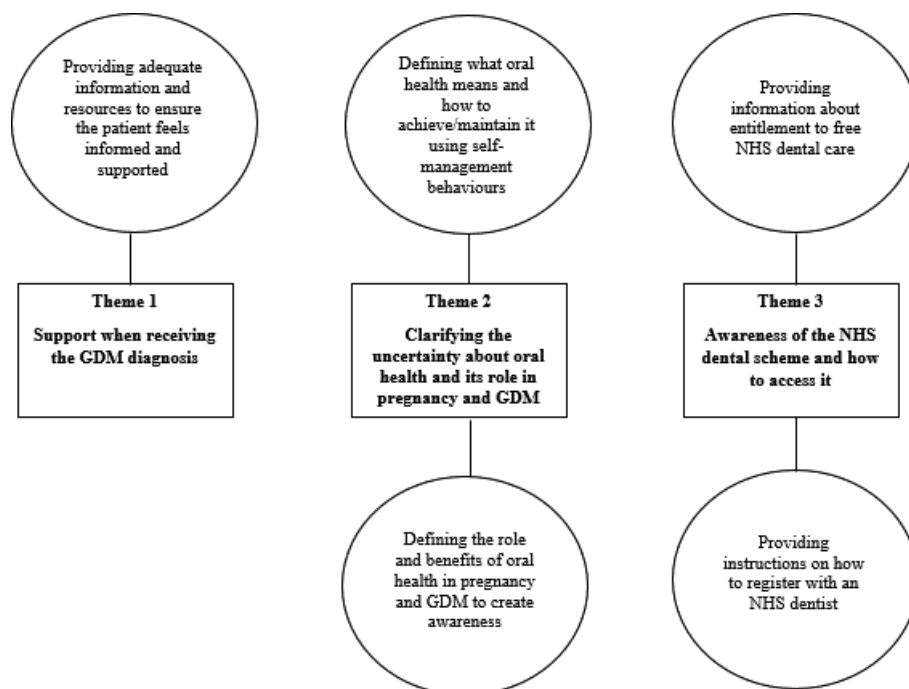 Providing adequate
information and
resources to ensure
the patient feels
informed and
supported
Defining what oral
health means and
how to
achieve/maintain it
using self-
management
behaviours
Providing
information about
entitlement to free
NHS dental care
Theme 1
Support when receiving
the GDM diagnosis
Theme 2
Clarifying the
uncertainty about oral
health and its role in
pregnancy and GDM
Theme 3
Awareness of the NHS
dental scheme and how
to access it
Defining the role
and benefits of oral
health in pregnancy
and GDM to create
awareness
Providing
instructions on how
to register with an
NHS dentist